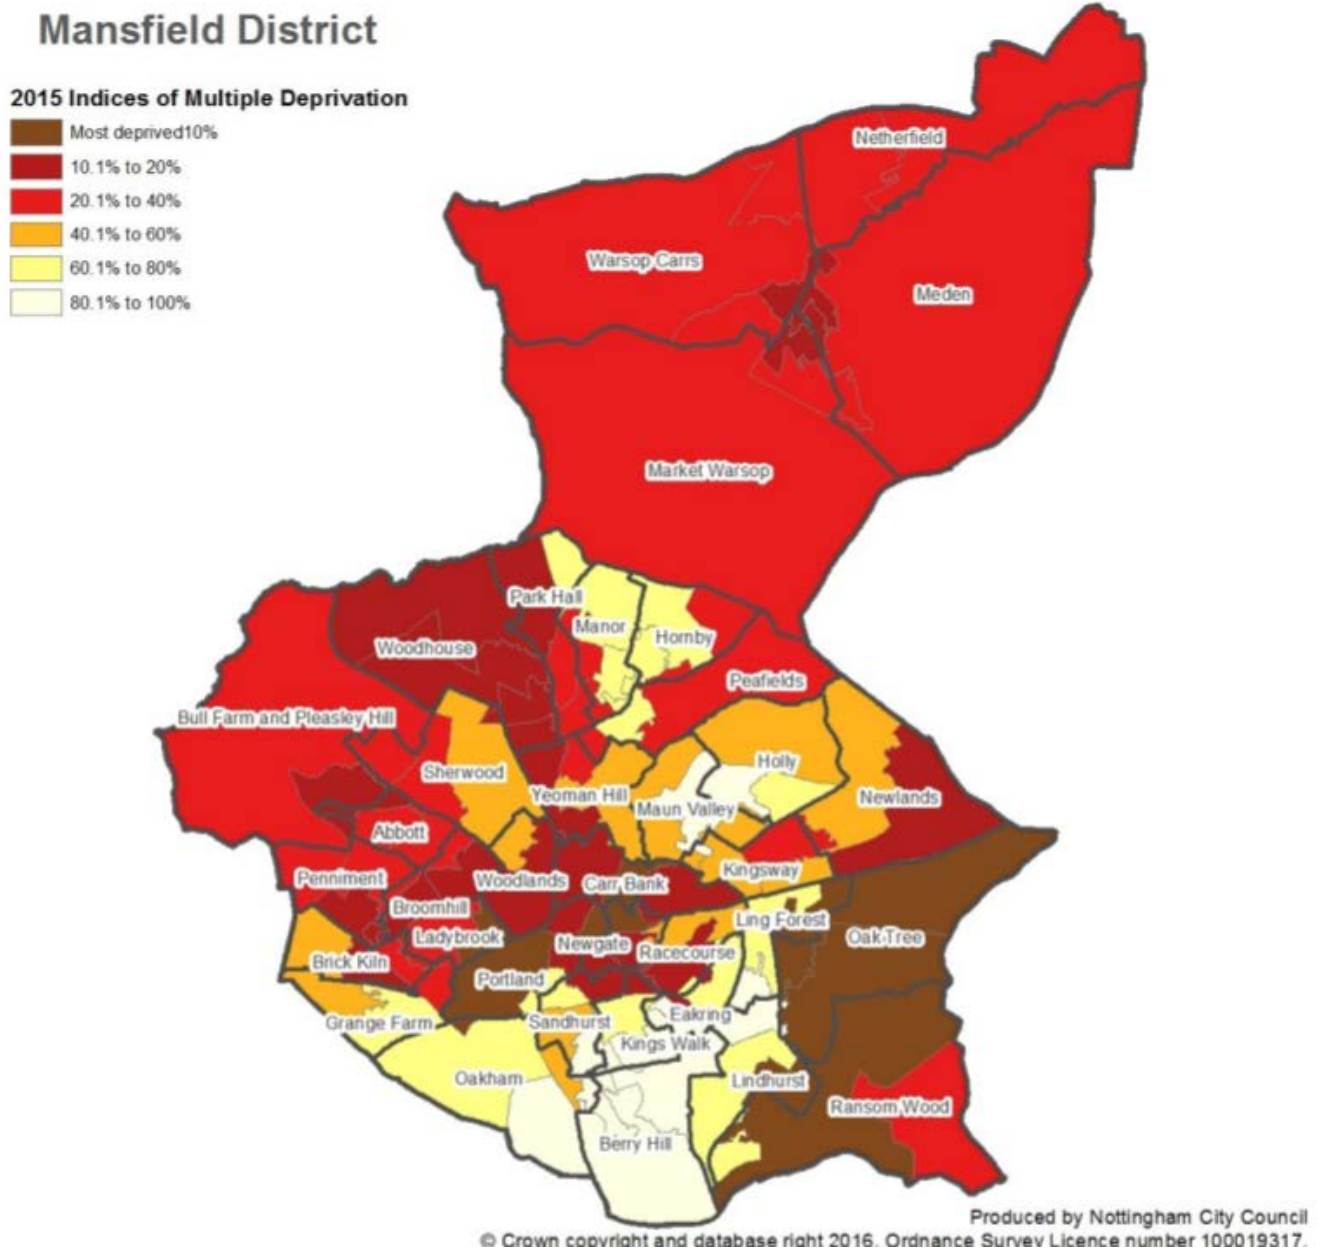 Mansfield District
2015 Indices of Multiple Deprivation
Most deprived10%
10.1% to 20%
20.1% to 40%
40.1% to 60%
60.1% to 80%
80.1% to 100%
Netherfield
Warsop Carrs
Meden
Market Warsop
Park Hall
Manor
Hornby
Woodhouse
Peafields
Bull Farm and Pleasley Hill
Sherwood
Holly
Yeoman Hill
Maun Valley
Newlands
Abbott
Kingsway
Penniment
Woodlands
Carr Bank
Broomhill
Ling Forest
Ladybrook
Newgate
Racecourse
Oak Tree
Brick Kiln
Portland
Grange Farm
Sandhurst
Eakring
Kings Walk
Oakham
Lindhurst
Ransom Wood
Berry Hill
Produced by Nottingham City Council
© Crown copyright and database right 2016. Ordnance Survey Licence number 100019317.